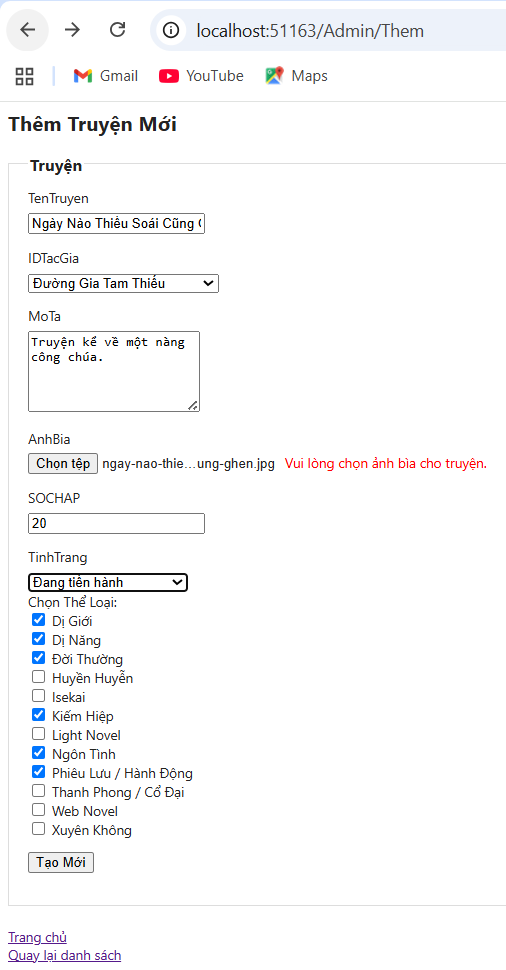 localhost:51163/Admin/Them
Gmail YouTube Maps
Thêm Truyện Mới
Truyện
TenTruyen
Ngày Nào Thiếu Soái Cũng
IDTacGia
Đường Gia Tam Thiếu
MoTa
Truyện kể về một nàng
công chúa.
AnhBia
Chọn tệp ngay-nao-thie…ung-ghen.jpg Vui lòng chọn ảnh bìa cho truyện.
SOCHAP
20
TinhTrang
Đang tiến hành
Chọn Thể Loại:
Dị Giới
Dị Năng
Đời Thường
Huyền Huyễn
Isekai
Kiếm Hiệp
Light Novel
Ngôn Tình
Phiêu Lưu / Hành Động
Thanh Phong / Cổ Đại
Web Novel
Xuyên Không
Tạo Mới
Trang chủ
Quay lại danh sách